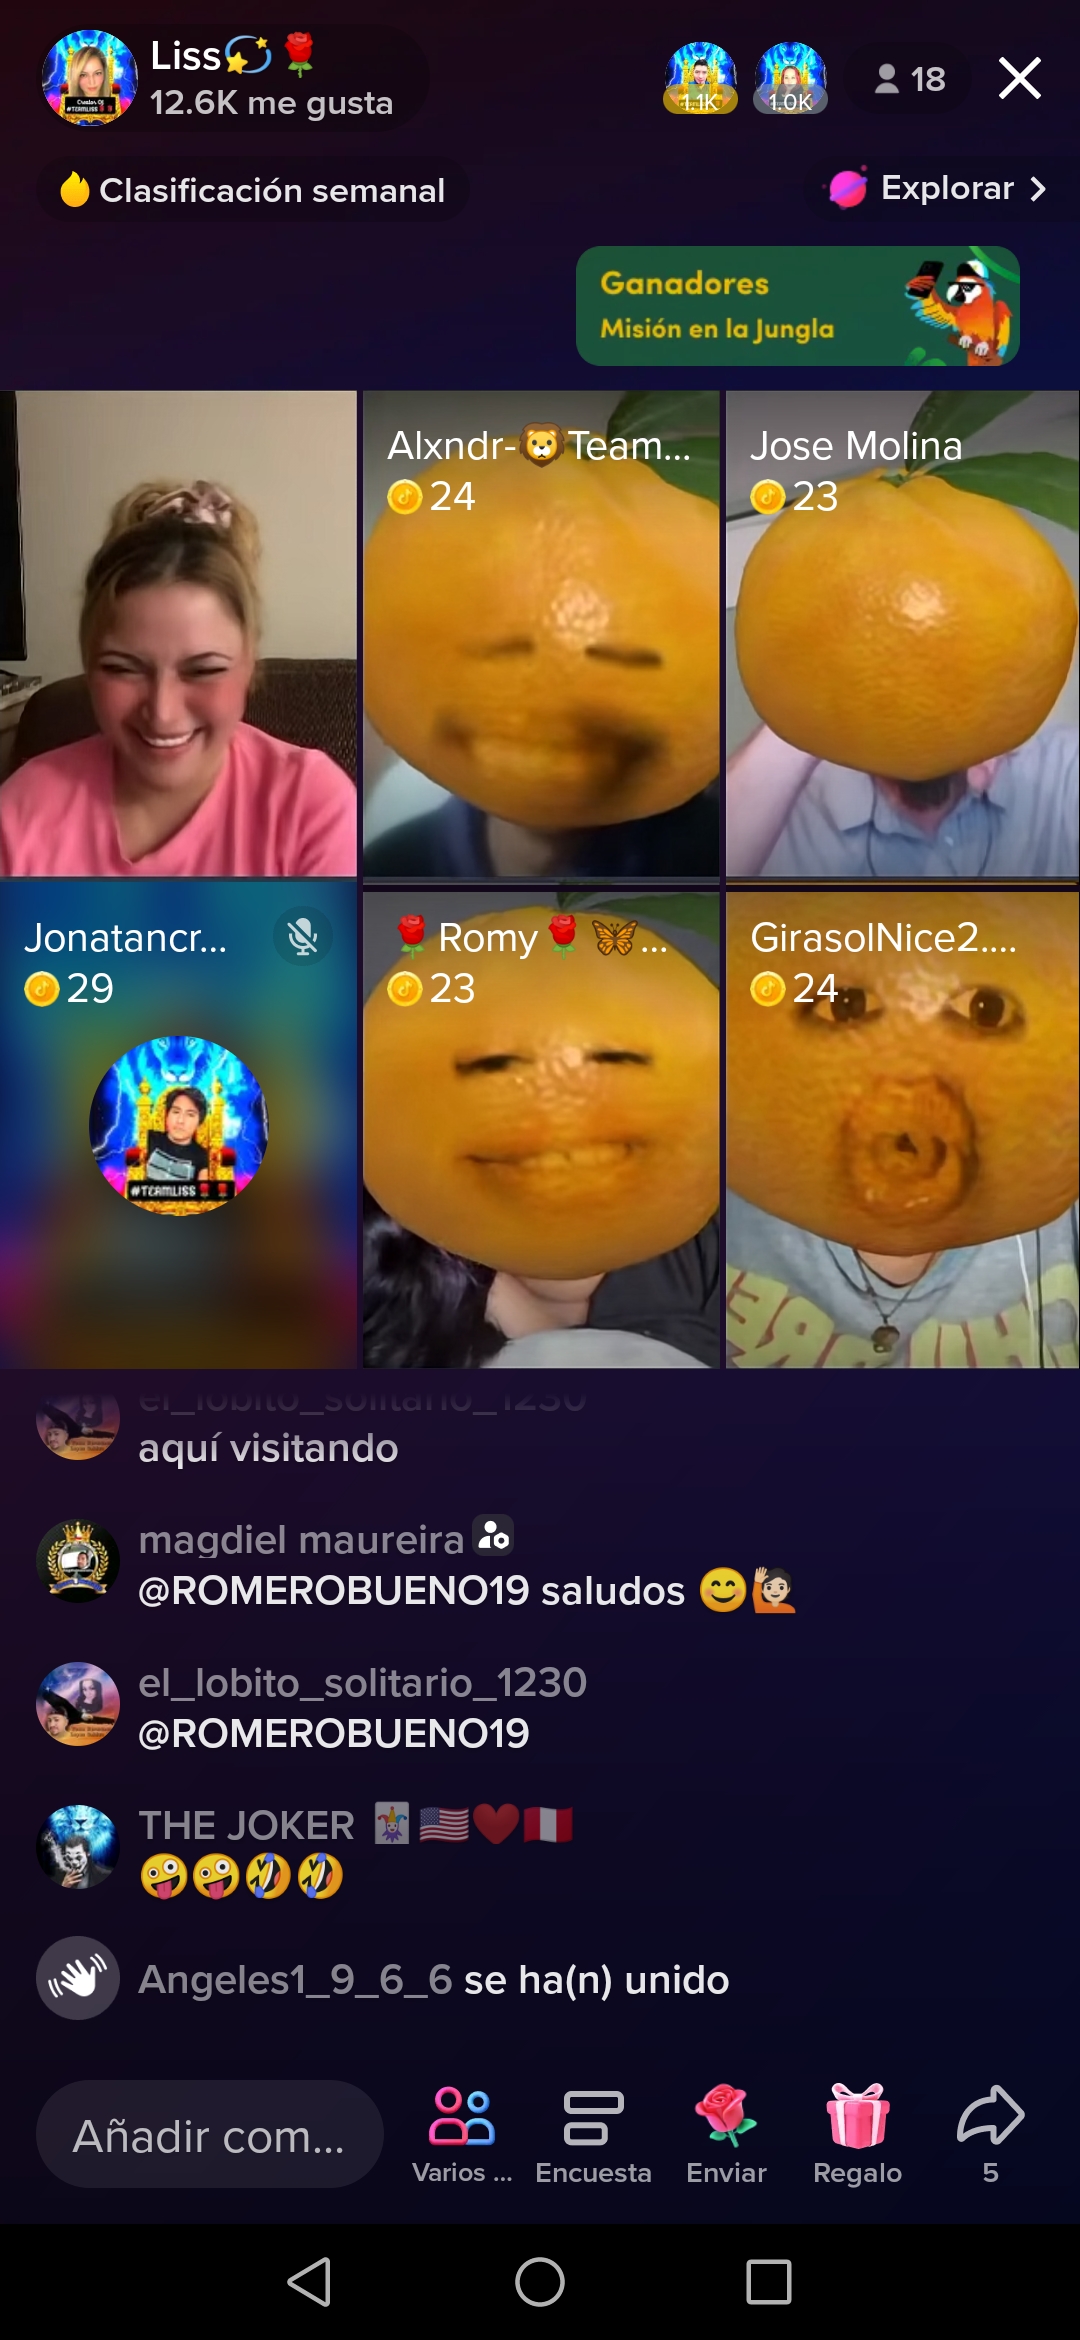 Liss💫🌹
12.6K me gusta
1.1K
1.0K
18
Clasificación semanal
Explorar >
Ganadores
Misión en la Jungla
Alxndr-🦁Team...
24
Jose Molina
23
Jonatancr...
29
#TEAMLISS
🌹Romy🌹🦋...
23
GirasolNice2....
24
el_lobito_solitario_1230
aquí visitando
magdiel maureira
@ROMEROBUENO19 saludos 😊🙋🏻
el_lobito_solitario_1230
@ROMEROBUENO19
THE JOKER 🃏🇺🇸❤️🇵🇪
🤪🤪🤣🤣
Angeles1_9_6_6 se ha(n) unido
Añadir com...
Varios ...
Encuesta
Enviar
Regalo
5